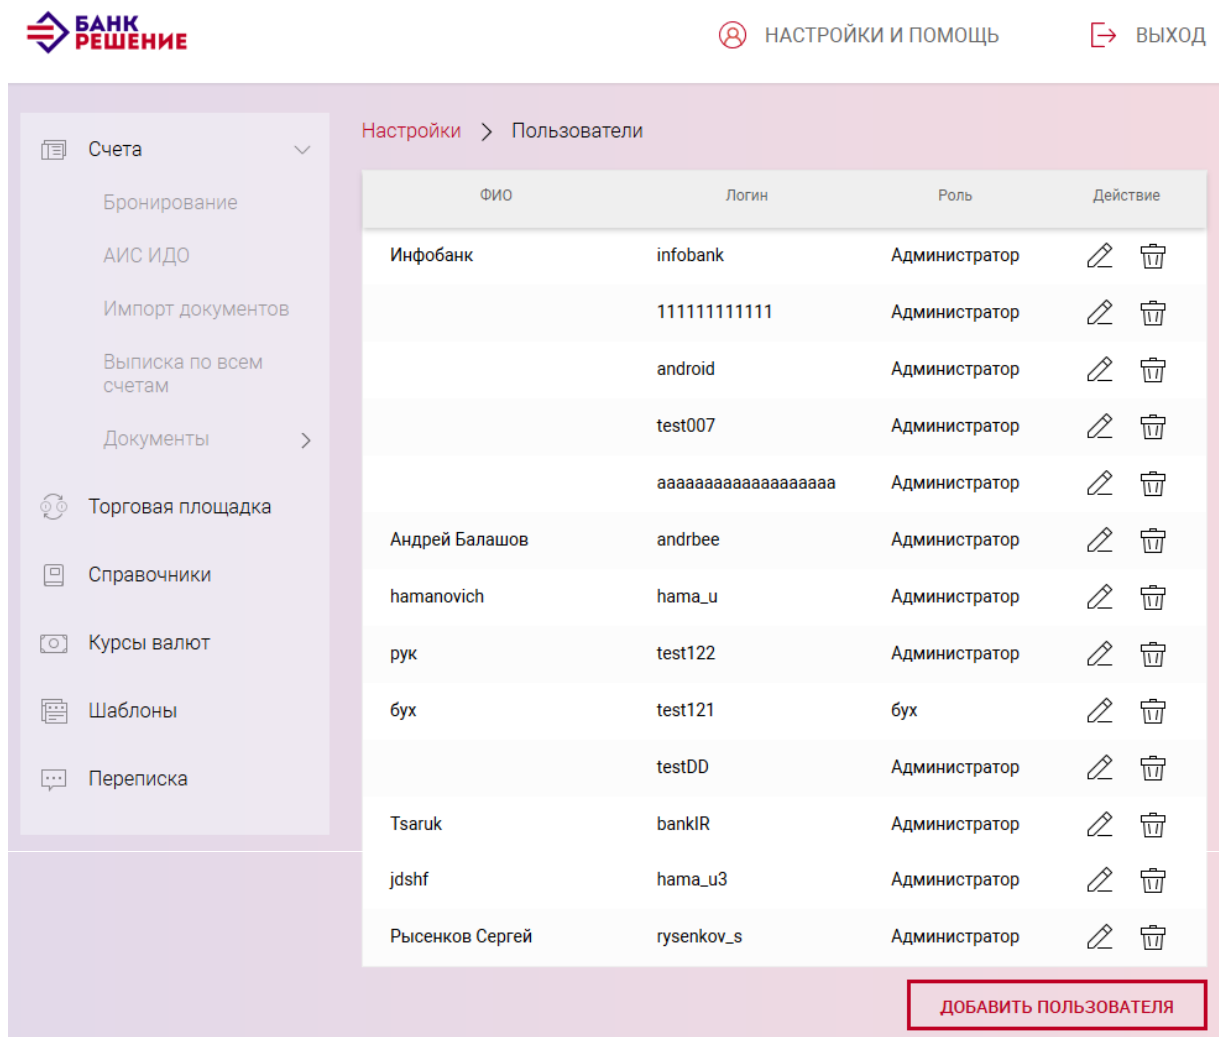 БАНК
РЕШЕНИЕ
НАСТРОЙКИ И ПОМОЩЬ
ВЫХОД
Счета
Бронирование
АИС ИДО
Импорт документов
Выписка по всем
счетам
Документы
Торговая площадка
Справочники
Курсы валют
Шаблоны
Переписка
Настройки > Пользователи
ФИО Логин Роль Действие
Инфобанк infobank Администратор
111111111111 Администратор
android Администратор
test007 Администратор
aaaaaaaaaaaaaaaaaaa Администратор
Андрей Балашов andrbee Администратор
hamanovich hama_u Администратор
рук test122 Администратор
бух test121 бух
testDD Администратор
Tsaruk bankIR Администратор
jdshf hama_u3 Администратор
Рысенков Сергей rysenkov_s Администратор
ДОБАВИТЬ ПОЛЬЗОВАТЕЛЯ